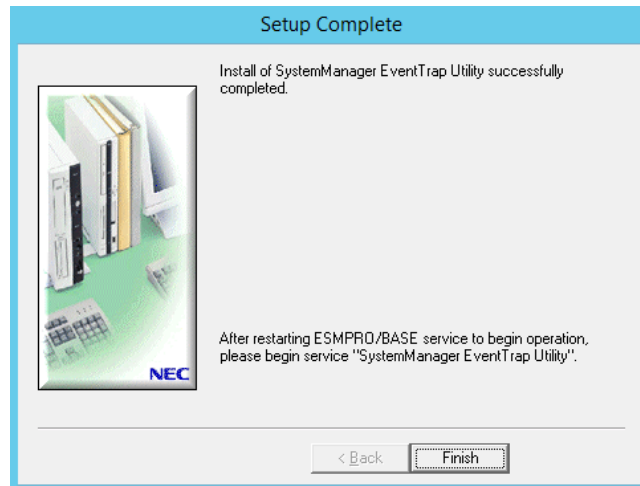 Setup Complete
Install of SystemManager EventTrap Utility successfully
completed.
After restarting ESMPRO/BASE service to begin operation,
please begin service "SystemManager EventTrap Utility".
NEC
< Back
Finish